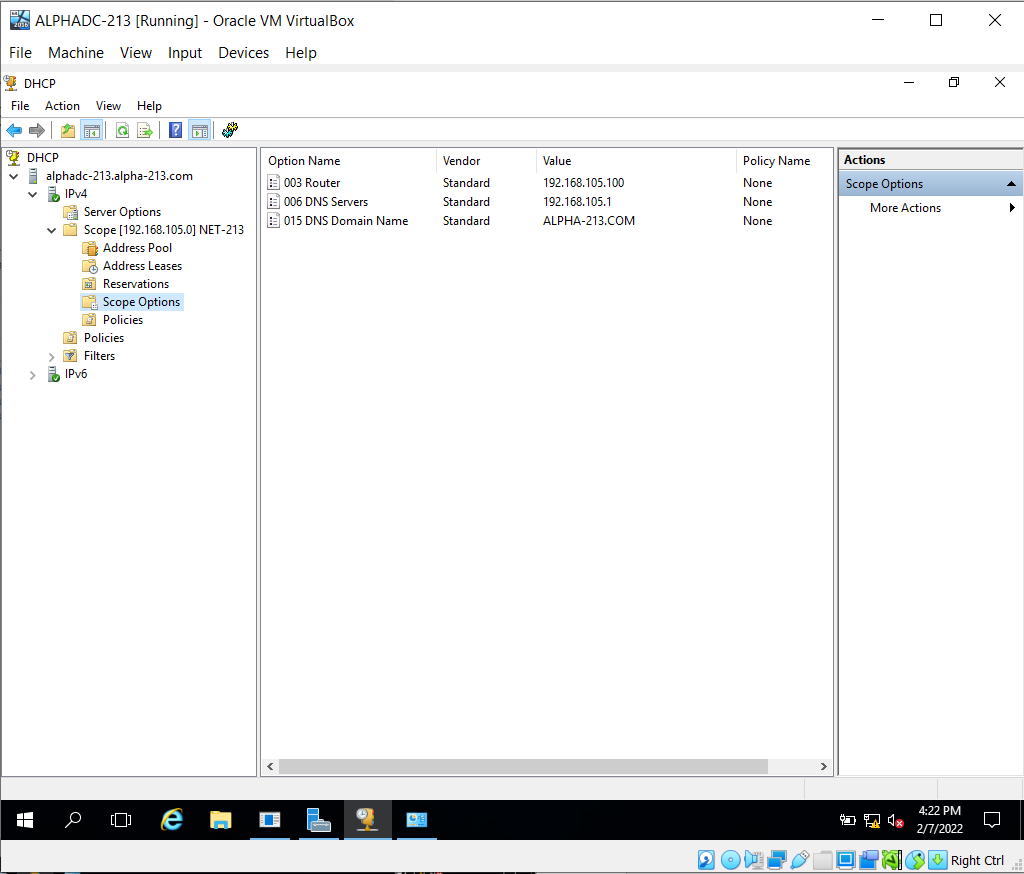 ALPHADC-213 [Running] - Oracle VM VirtualBox
File Machine View Input Devices Help
DHCP
File Action View Help
DHCP
alphadc-213.alpha-213.com
IPv4
Server Options
Scope [192.168.105.0] NET-213
Address Pool
Address Leases
Reservations
Scope Options
Policies
Policies
Filters
IPv6
Option Name Vendor Value Policy Name
003 Router Standard 192.168.105.100 None
006 DNS Servers Standard 192.168.105.1 None
015 DNS Domain Name Standard ALPHA-213.COM None
Actions
Scope Options
More Actions
4:22 PM
2/7/2022
Right Ctrl